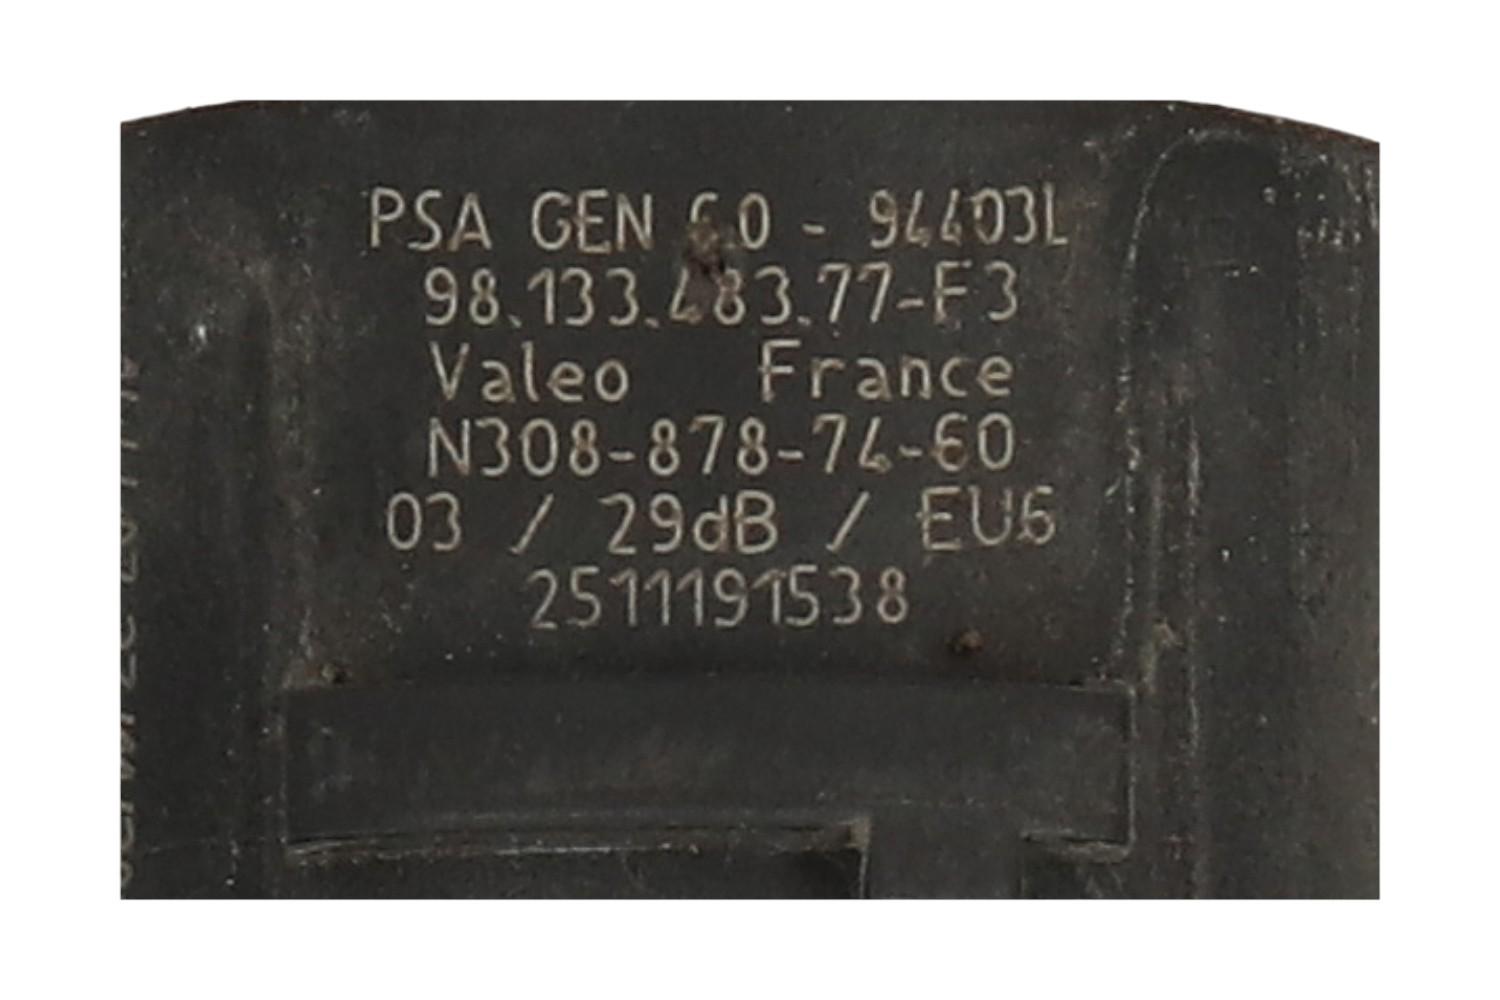 PSA GEN 6.0 - 94403L
98.133.483.77-F3
Valeo France
N308-878-74-60
03 / 29dB / EU6
2511191538